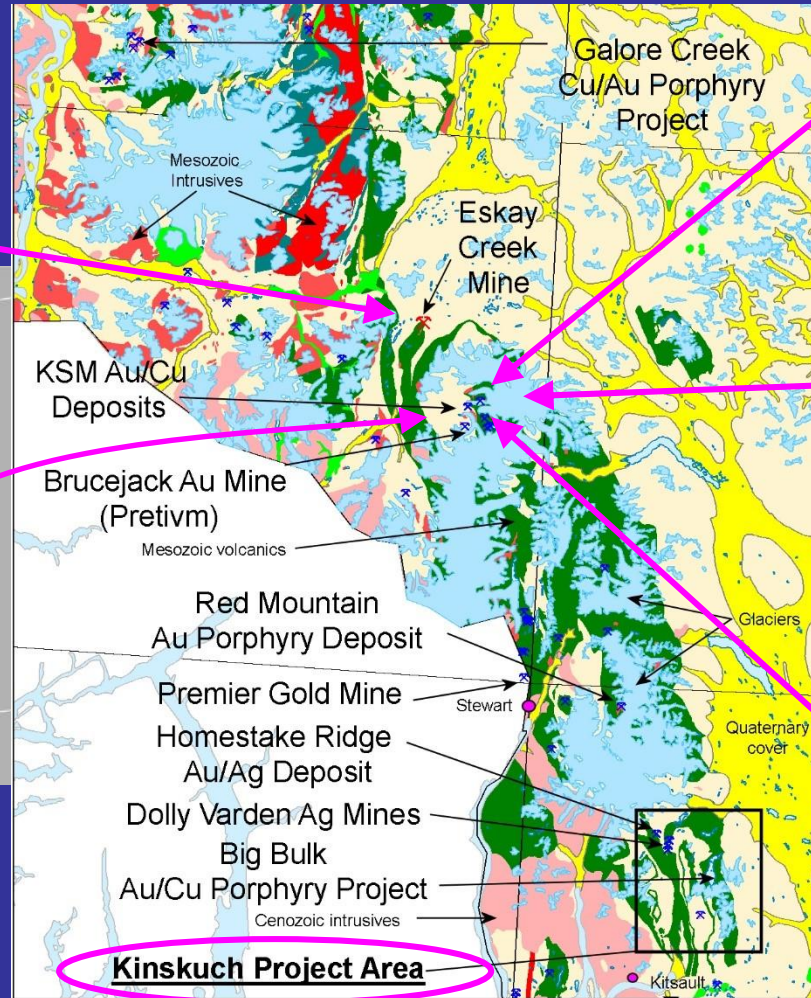 Galore Creek
Cu/Au Porphyry
Project
Mesozoic
Intrusives
Eskay
Creek
Mine
KSM Au/Cu
Deposits
Brucejack Au Mine
(Pretivm)
Mesozoic volcanics
Red Mountain
Au Porphyry Deposit
Glaciers
Premier Gold Mine
Stewart
Homestake Ridge
Au/Ag Deposit
Quaternary
cover
Dolly Varden Ag Mines
Big Bulk
Au/Cu Porphyry Project
Cenozoic intrusives
Kinskuch Project Area
Kitsault